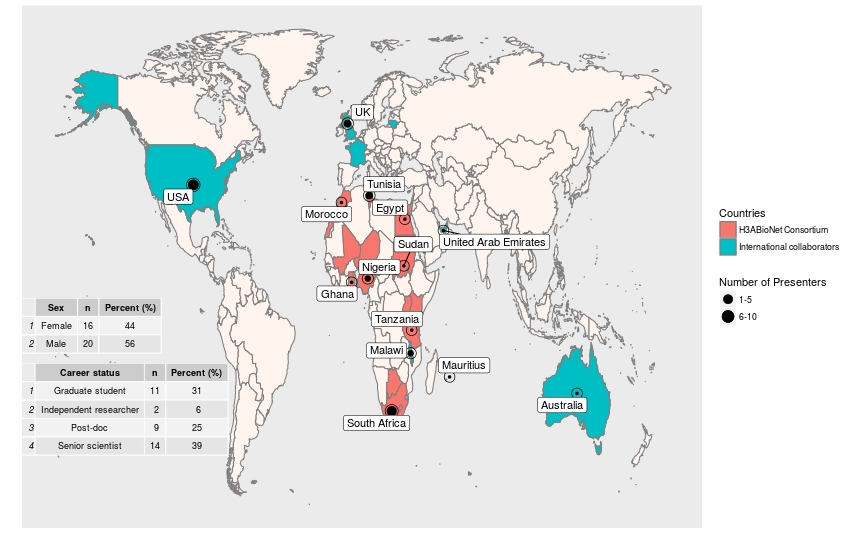 UK
USA
Tunisia
Morocco
Egypt
Sudan
United Arab Emirates
Nigeria
Ghana
Tanzania
Malawi
Mauritius
Australia
South Africa
Sex n Percent (%)
1 Female 16 44
2 Male 20 56
Career status n Percent (%)
1 Graduate student 11 31
2 Independent researcher 2 6
3 Post-doc 9 25
4 Senior scientist 14 39
Countries
H3ABioNet Consortium
International collaborators
Number of Presenters
1-5
6-10